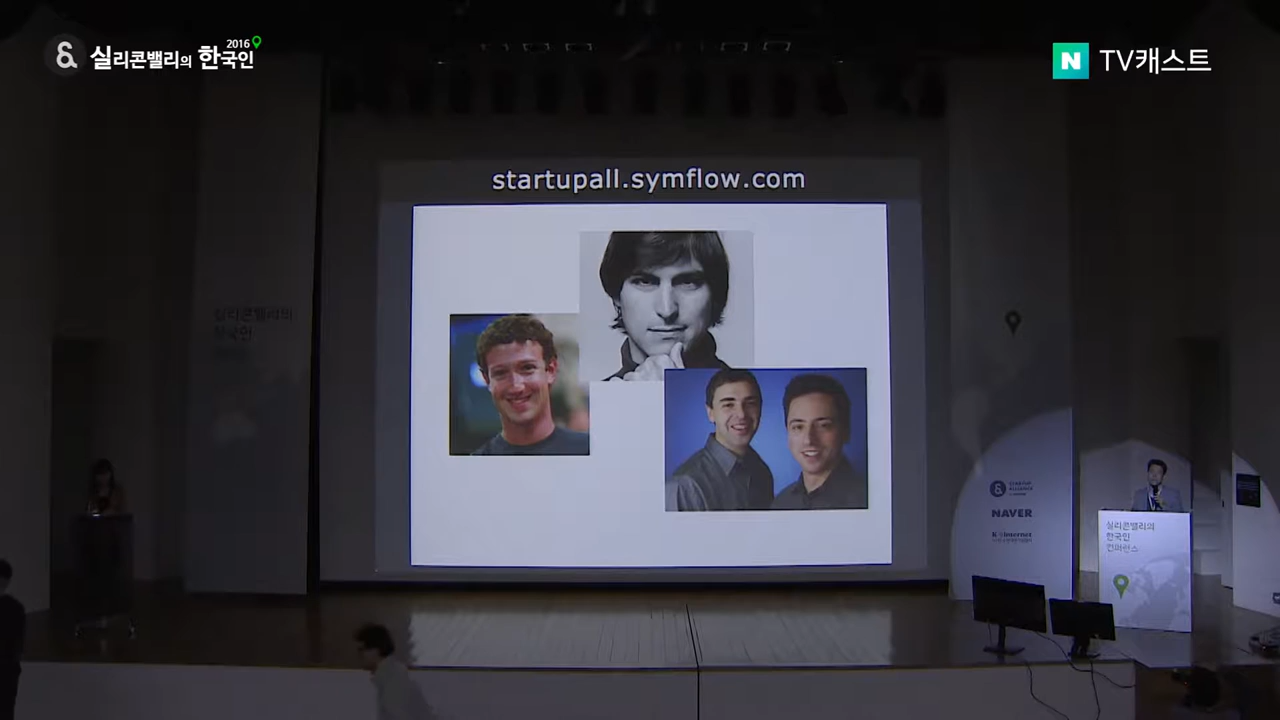 &
실리콘밸리의 한국인
2016
N TV캐스트
startupall.symflow.com
실리콘밸리의
한국인
STARTUP
ALLIANCE
NAVER
실리콘밸리의
한국인
컨퍼런스